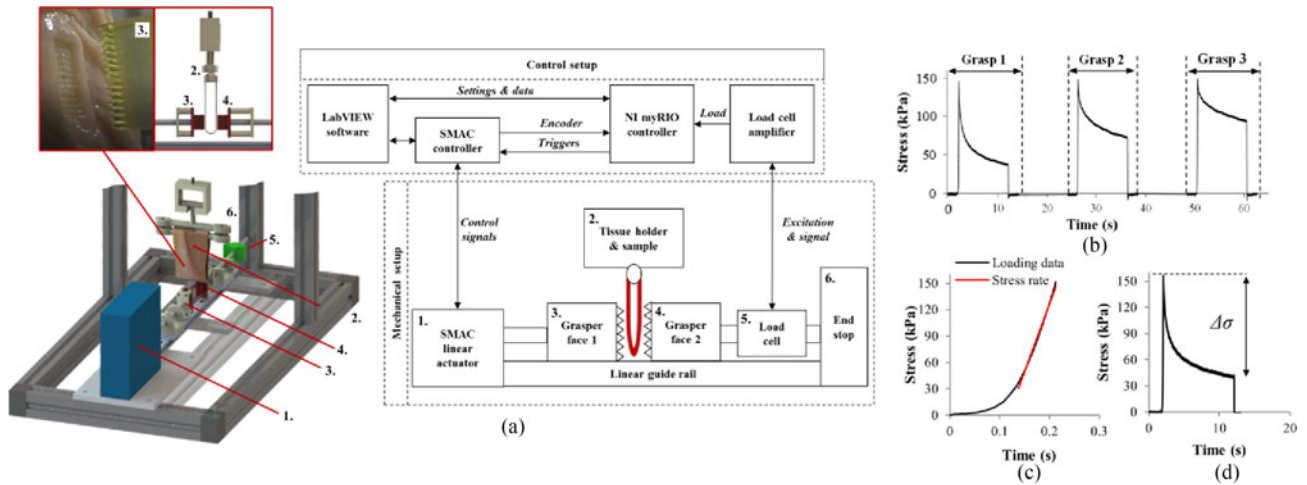 3.
2.
3.
4.
6.
5.
2.
4.
3.
1.
Control setup
LabVIEW
software
Settings & data
SMAC
controller
Encoder
Triggers
NI myRIO
controller
Load
Load cell
amplifier
Control
signals
Excitation
& signal
Mechanical setup
1.
SMAC
linear
actuator
2.
Tissue holder
& sample
3.
Grasper
face 1
4.
Grasper
face 2
5.
Load
cell
6.
End
stop
Linear guide rail
(a)
Grasp 1
Grasp 2
Grasp 3
Stress (kPa)
150
100
50
0
0
10
20
30
40
50
60
Time (s)
(b)
Loading data
Stress rate
Stress (kPa)
150
120
90
60
30
0
0
0.1
0.2
0.3
Time (s)
(c)
Stress (kPa)
150
120
90
60
30
0
Δσ
0
10
20
Time (s)
(d)